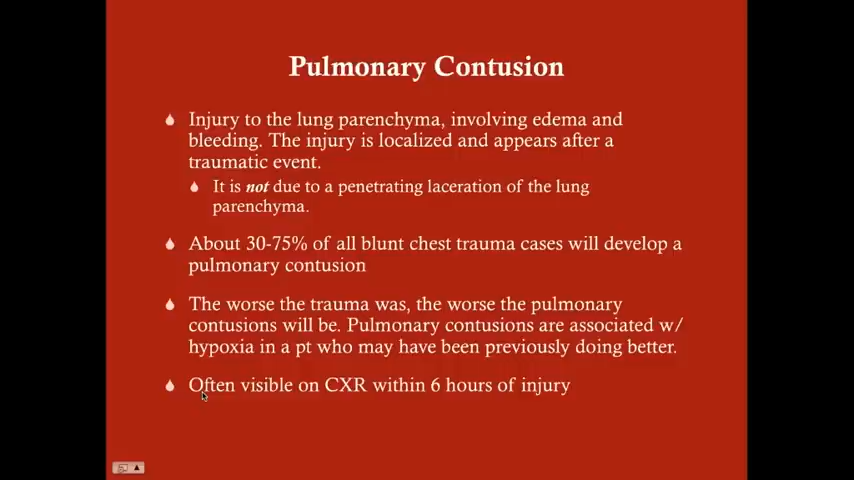 Pulmonary Contusion
Injury to the lung parenchyma, involving edema and
bleeding. The injury is localized and appears after a
traumatic event.
It is not due to a penetrating laceration of the lung
parenchyma.
About 30-75% of all blunt chest trauma cases will develop a
pulmonary contusion
The worse the trauma was, the worse the pulmonary
contusions will be. Pulmonary contusions are associated w/
hypoxia in a pt who may have been previously doing better.
Often visible on CXR within 6 hours of injury